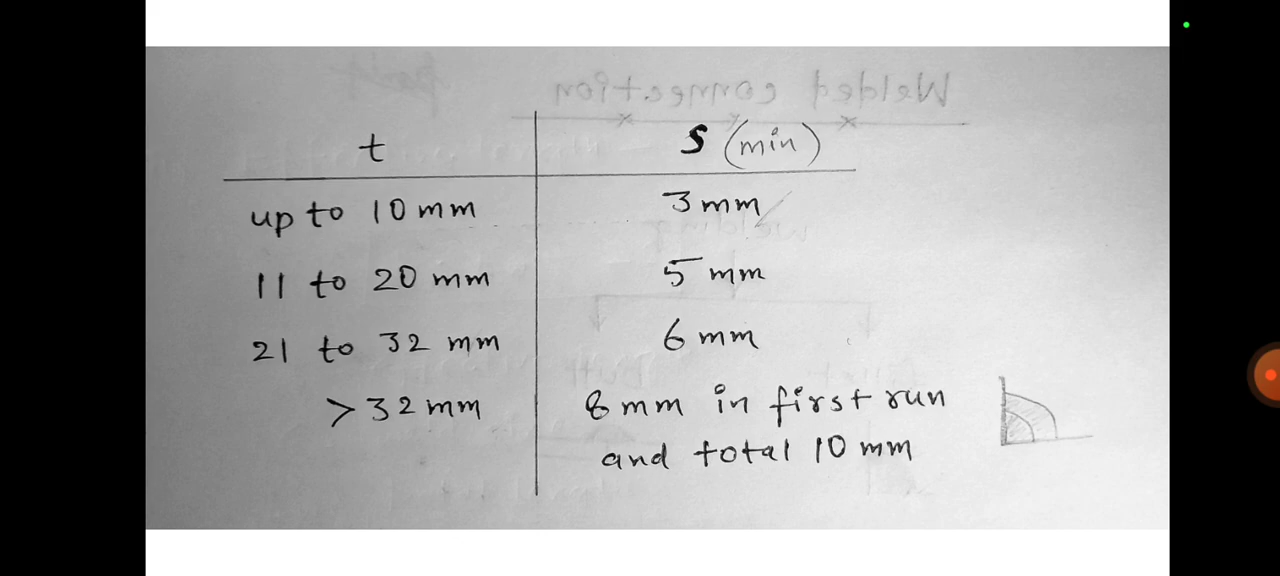 t S (min)
up to 10 mm 3 mm
11 to 20 mm 5 mm
21 to 32 mm 6 mm
> 32 mm 8 mm in first run
and total 10 mm